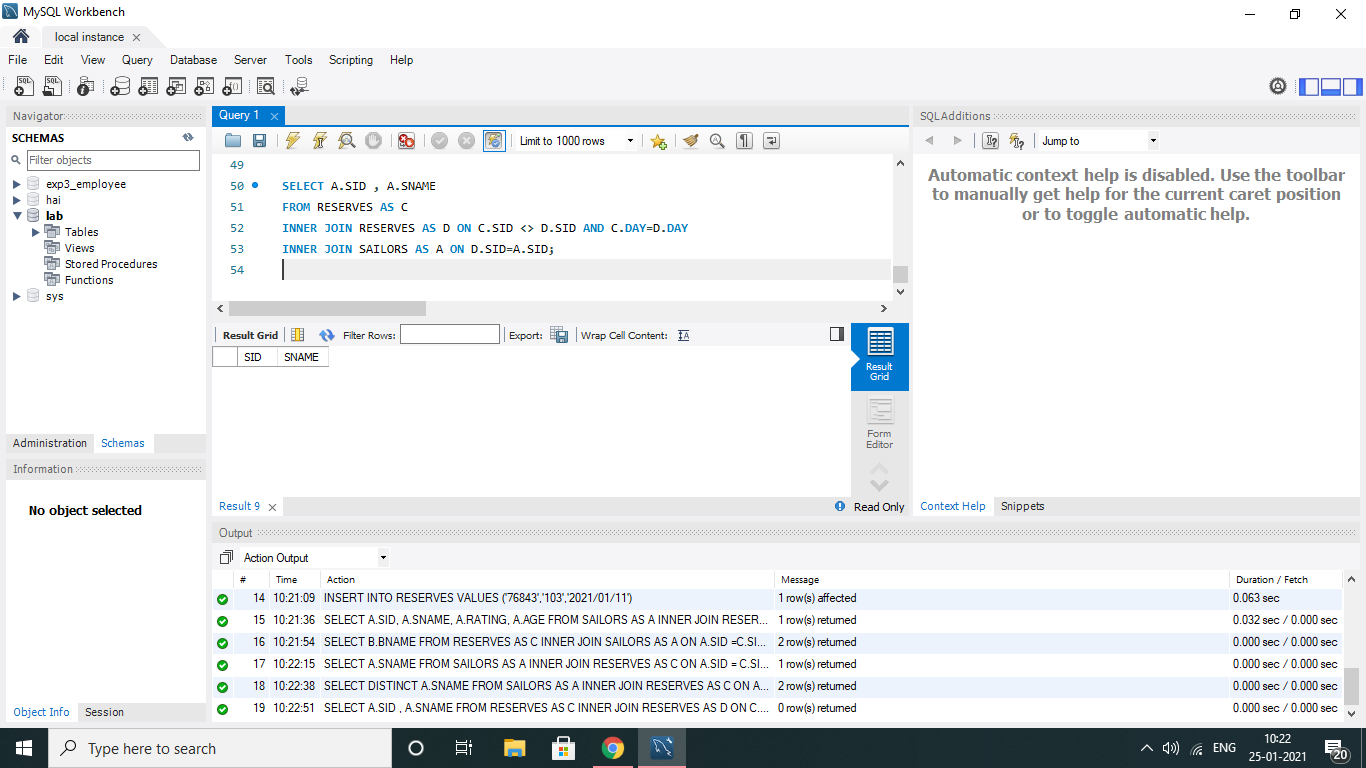 MySQL Workbench
local instance
File Edit View Query Database Server Tools Scripting Help
Navigator
SCHEMAS
Filter objects
exp3_employee
hai
lab
Tables
Views
Stored Procedures
Functions
sys
Administration Schemas
Information
No object selected
Object Info Session
Query 1
Limit to 1000 rows
49
50 SELECT A.SID , A.SNAME
51 FROM RESERVES AS C
52 INNER JOIN RESERVES AS D ON C.SID <> D.SID AND C.DAY=D.DAY
53 INNER JOIN SAILORS AS A ON D.SID=A.SID;
54
Result Grid Filter Rows: Export: Wrap Cell Content:
SID SNAME
Result Grid
Form Editor
Result 9
Read Only
SQLAdditions
Jump to
Automatic context help is disabled. Use the toolbar
to manually get help for the current caret position
or to toggle automatic help.
Context Help Snippets
Output
Action Output
# Time Action Message Duration / Fetch
14 10:21:09 INSERT INTO RESERVES VALUES ('76843','103','2021/01/11') 1 row(s) affected 0.063 sec
15 10:21:36 SELECT A.SID, A.SNAME, A.RATING, A.AGE FROM SAILORS AS A INNER JOIN RESER... 1 row(s) returned 0.032 sec / 0.000 sec
16 10:21:54 SELECT B.BNAME FROM RESERVES AS C INNER JOIN SAILORS AS A ON A.SID =C.SI... 2 row(s) returned 0.000 sec / 0.000 sec
17 10:22:15 SELECT A.SNAME FROM SAILORS AS A INNER JOIN RESERVES AS C ON A.SID = C.SI... 1 row(s) returned 0.000 sec / 0.000 sec
18 10:22:38 SELECT DISTINCT A.SNAME FROM SAILORS AS A INNER JOIN RESERVES AS C ON A... 2 row(s) returned 0.000 sec / 0.000 sec
19 10:22:51 SELECT A.SID , A.SNAME FROM RESERVES AS C INNER JOIN RESERVES AS D ON C.... 0 row(s) returned 0.000 sec / 0.000 sec
Type here to search
ENG
10:22
25-01-2021
20